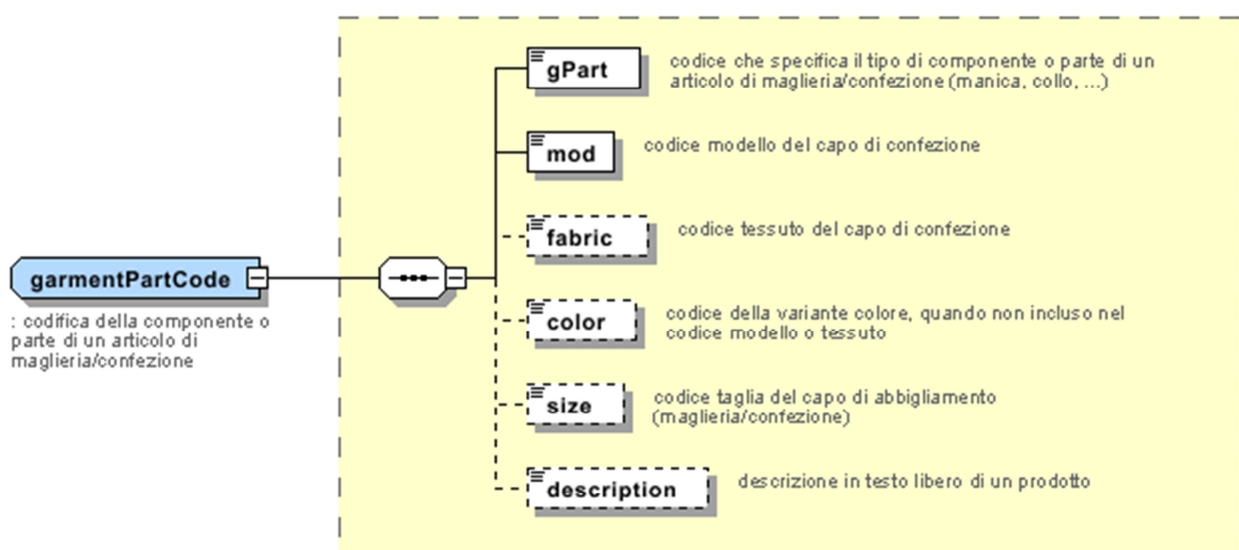 gPart
codice che specifica il tipo di componente o parte di un
articolo di maglieria/confezione (manica, collo, ...)
mod
codice modello del capo di confezione
fabric
codice tessuto del capo di confezione
garmentPartCode
: codifica della componente o
parte di un articolo di
maglieria/confezione
color
codice della variante colore, quando non incluso nel
codice modello o tessuto
size
codice taglia del capo di abbigliamento
(maglieria/confezione)
description
descrizione in testo libero di un prodotto